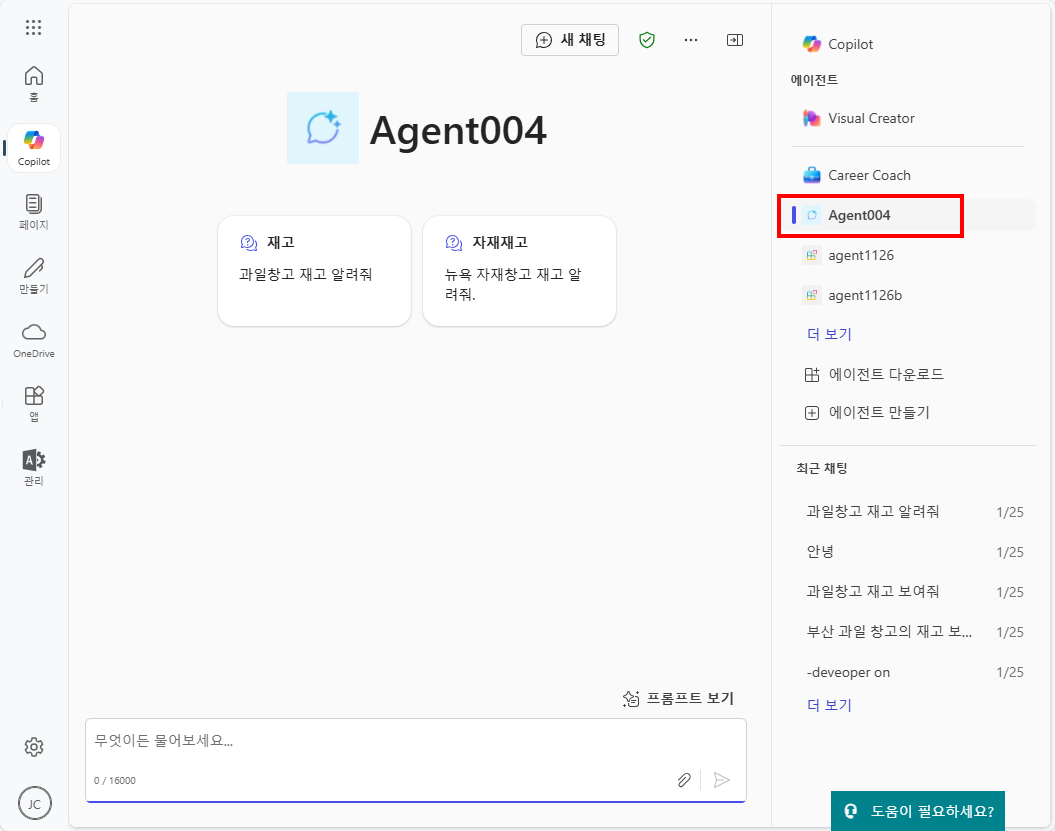 홈
Copilot
페이지
만들기
OneDrive
앱
관리
JC
새 채팅
Agent004
재고
과일창고 재고 알려줘
자재재고
뉴욕 자재창고 재고 알
려줘.
프롬프트 보기
무엇이든 물어보세요...
0 / 16000
Copilot
에이전트
Visual Creator
Career Coach
Agent004
agent1126
agent1126b
더 보기
에이전트 다운로드
에이전트 만들기
최근 채팅
과일창고 재고 알려줘 1/25
안녕 1/25
과일창고 재고 보여줘 1/25
부산 과일 창고의 재고 보... 1/25
-deveoper on 1/25
더 보기
도움이 필요하세요?